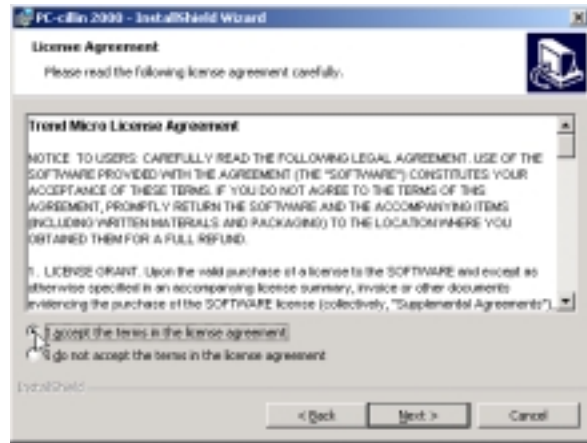 PC-cillin 2000 - InstallShield Wizard
License Agreement
Please read the following license agreement carefully.
Trend Micro License Agreement
NOTICE TO USERS: CAREFULLY READ THE FOLLOWING LEGAL AGREEMENT. USE OF THE
SOFTWARE PROVIDED WITH THE AGREEMENT (THE "SOFTWARE") CONSTITUTES YOUR
ACCEPTANCE OF THESE TERMS. IF YOU DO NOT AGREE TO THE TERMS OF THIS
AGREEMENT, PROMPTLY RETURN THE SOFTWARE AND THE ACCOMPANYING ITEMS
(INCLUDING WRITTEN MATERIALS AND PACKAGING) TO THE LOCATION WHERE YOU
OBTAINED THEM FOR A FULL REFUND.
1. LICENSE GRANT. Upon the valid purchase of a license to the SOFTWARE and except as
otherwise specified in an accompanying license summary, invoice or other documents
evidencing the purchase of the SOFTWARE license (collectively, "Supplemental Agreements"),
I accept the terms in the license agreement
I do not accept the terms in the license agreement
InstallShield
< Back
Next >
Cancel